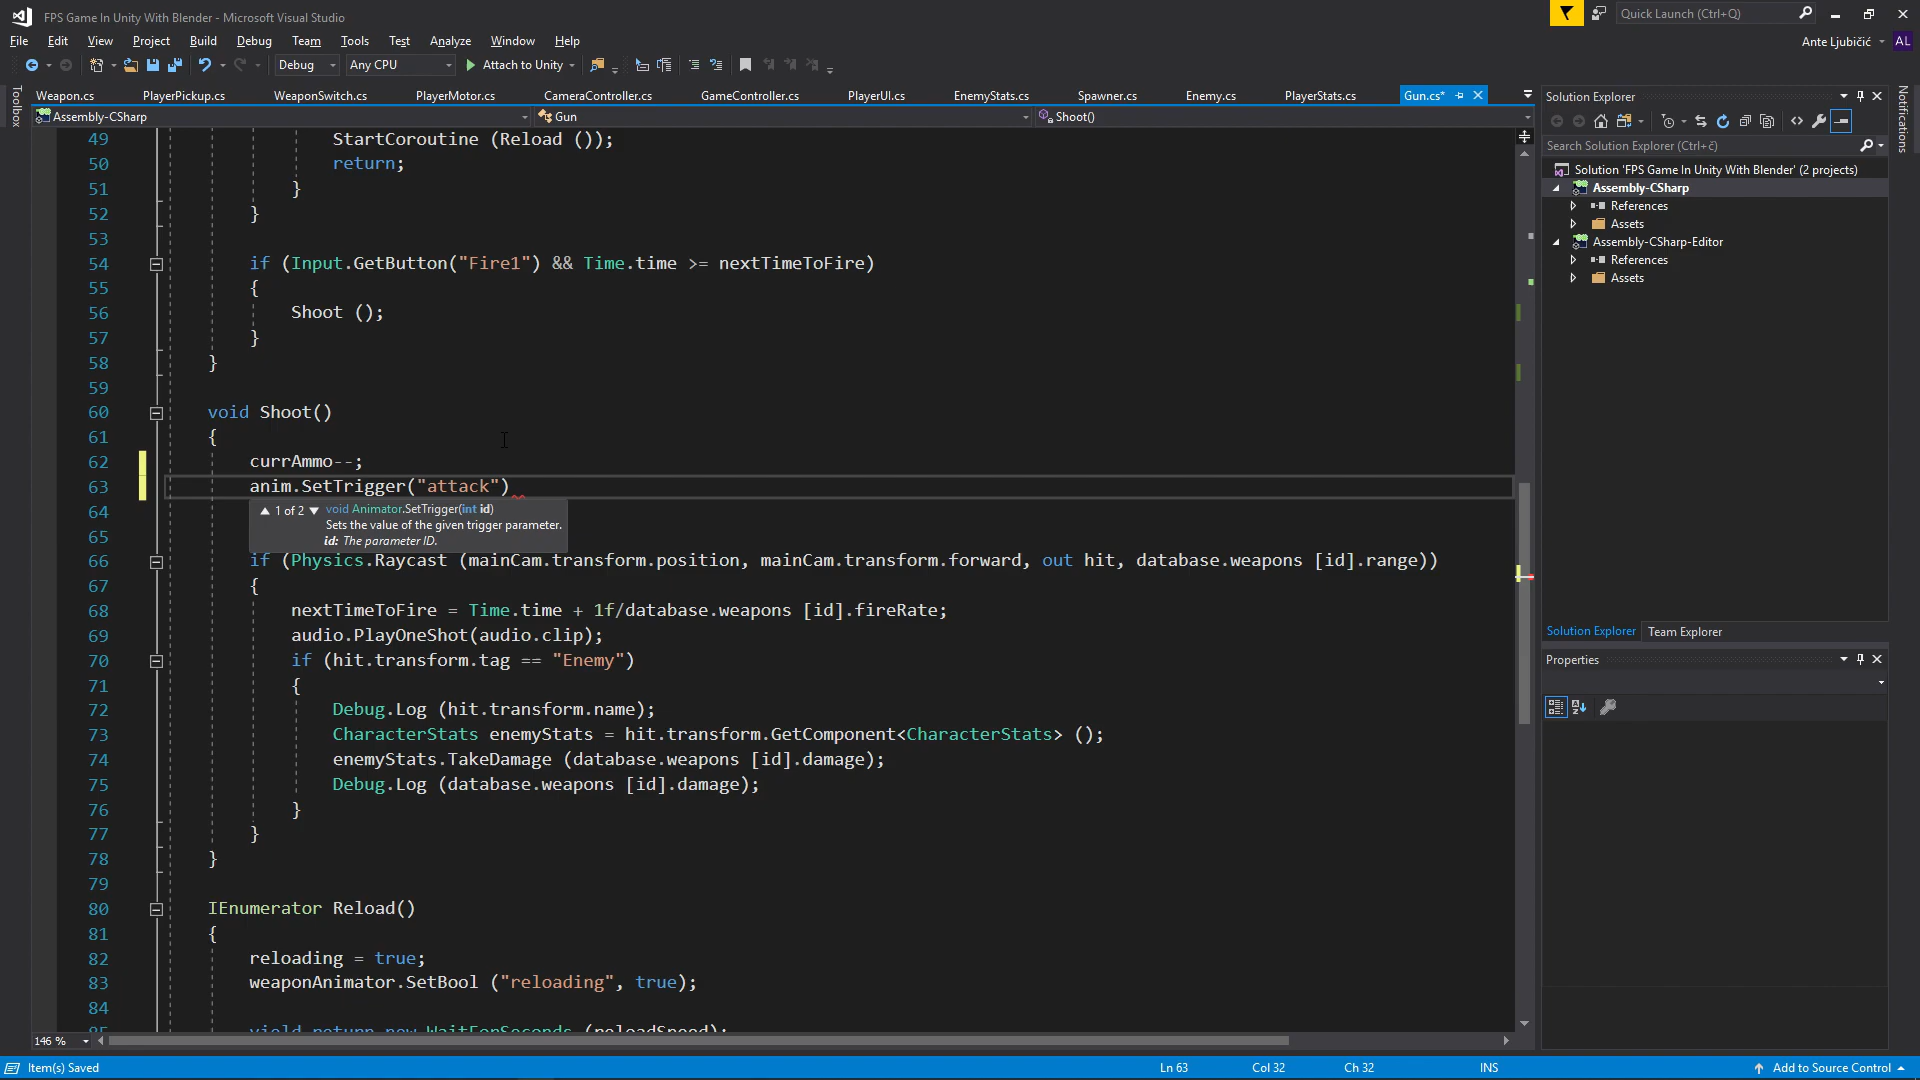 FPS Game In Unity With Blender - Microsoft Visual Studio
Quick Launch (Ctrl+Q)
File Edit View Project Build Debug Team Tools Test Analyze Window Help
Ante Ljubičić AL
Debug Any CPU Attach to Unity
Toolbox
Weapon.cs PlayerPickup.cs WeaponSwitch.cs PlayerMotor.cs CameraController.cs GameController.cs PlayerUI.cs EnemyStats.cs Spawner.cs Enemy.cs PlayerStats.cs Gun.cs*
Assembly-CSharp Gun Shoot()
49 StartCoroutine (Reload ());
50 return;
51 }
52 }
53
54 if (Input.GetButton("Fire1") && Time.time >= nextTimeToFire)
55 {
56 Shoot ();
57 }
58 }
59
60 void Shoot()
61 {
62 currAmmo--;
63 anim.SetTrigger("attack")
64
1 of 2 void Animator.SetTrigger(int id)
Sets the value of the given trigger parameter.
id: The parameter ID.
65
66 if (Physics.Raycast (mainCam.transform.position, mainCam.transform.forward, out hit, database.weapons [id].range))
67 {
68 nextTimeToFire = Time.time + 1f/database.weapons [id].fireRate;
69 audio.PlayOneShot(audio.clip);
70 if (hit.transform.tag == "Enemy")
71 {
72 Debug.Log (hit.transform.name);
73 CharacterStats enemyStats = hit.transform.GetComponent<CharacterStats> ();
74 enemyStats.TakeDamage (database.weapons [id].damage);
75 Debug.Log (database.weapons [id].damage);
76 }
77 }
78 }
79
80 IEnumerator Reload()
81 {
82 reloading = true;
83 weaponAnimator.SetBool ("reloading", true);
84
85 yield return new WaitForSeconds (reloadSpeed);
146 %
Solution Explorer
Search Solution Explorer (Ctrl+č)
Solution 'FPS Game In Unity With Blender' (2 projects)
Assembly-CSharp
References
Assets
Assembly-CSharp-Editor
References
Assets
Solution Explorer Team Explorer
Properties
Notifications
Item(s) Saved Ln 63 Col 32 Ch 32 INS Add to Source Control